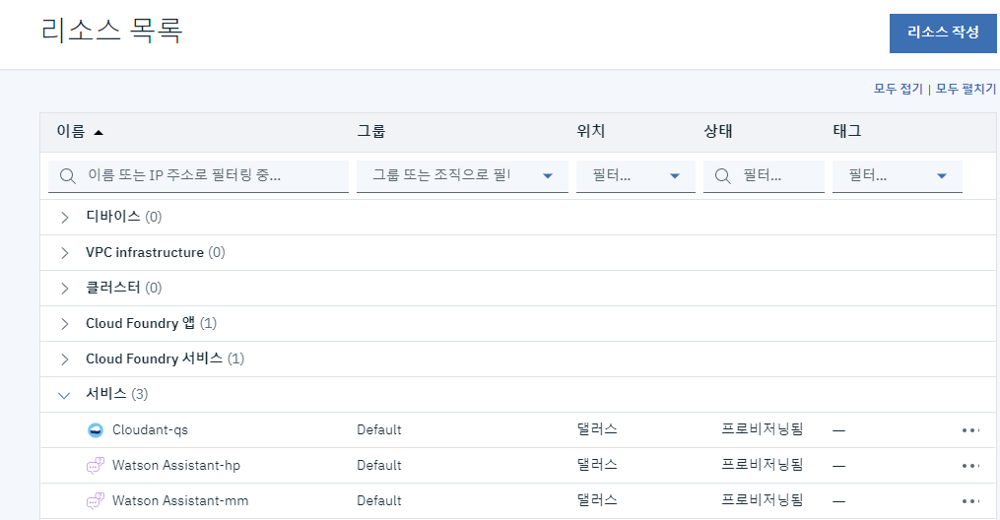 리소스 목록
리소스 작성
모두 접기 | 모두 펼치기
이름 그룹 위치 상태 태그
이름 또는 IP 주소로 필터링 중... 그룹 또는 조직으로 필 필터... 필터... 필터...
디바이스 (0)
VPC infrastructure (0)
클러스터 (0)
Cloud Foundry 앱 (1)
Cloud Foundry 서비스 (1)
서비스 (3)
Cloudant-qs Default 댈러스 프로비저닝됨 —
Watson Assistant-hp Default 댈러스 프로비저닝됨 —
Watson Assistant-mm Default 댈러스 프로비저닝됨 —